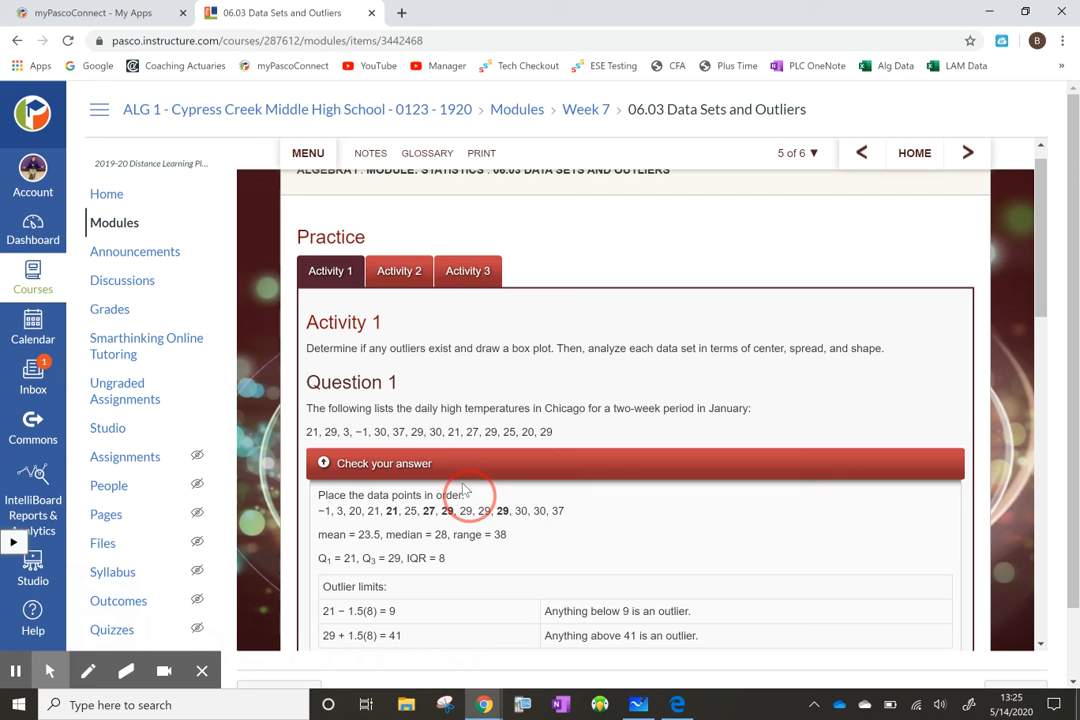 myPascoConnect - My Apps
06.03 Data Sets and Outliers
pasco.instructure.com/courses/287612/modules/items/3442468
B
Apps
Google
Coaching Actuaries
myPascoConnect
YouTube
Manager
Tech Checkout
ESE Testing
CFA
Plus Time
PLC OneNote
Alg Data
LAM Data
»
ALG 1 - Cypress Creek Middle High School - 0123 - 1920 > Modules > Week 7 > 06.03 Data Sets and Outliers
Account
Dashboard
Courses
Calendar
1
Inbox
Commons
IntelliBoard
Reports &
Analytics
Studio
Help
2019-20 Distance Learning Pl...
Home
Modules
Announcements
Discussions
Grades
Smarthinking Online
Tutoring
Ungraded
Assignments
Studio
Assignments
People
Pages
Files
Syllabus
Outcomes
Quizzes
MENU
NOTES
GLOSSARY
PRINT
5 of 6
HOME
ALGEBRA I : MODULE: STATISTICS : 06.03 DATA SETS AND OUTLIERS
Practice
Activity 1
Activity 2
Activity 3
Activity 1
Determine if any outliers exist and draw a box plot. Then, analyze each data set in terms of center, spread, and shape.
Question 1
The following lists the daily high temperatures in Chicago for a two-week period in January:
21, 29, 3, −1, 30, 37, 29, 30, 21, 27, 29, 25, 20, 29
Check your answer
Place the data points in order.
−1, 3, 20, 21, 21, 25, 27, 29, 29, 29, 29, 30, 30, 37
mean = 23.5, median = 28, range = 38
Q1 = 21, Q3 = 29, IQR = 8
Outlier limits:
21 − 1.5(8) = 9
Anything below 9 is an outlier.
29 + 1.5(8) = 41
Anything above 41 is an outlier.
Type here to search
13:25
5/14/2020